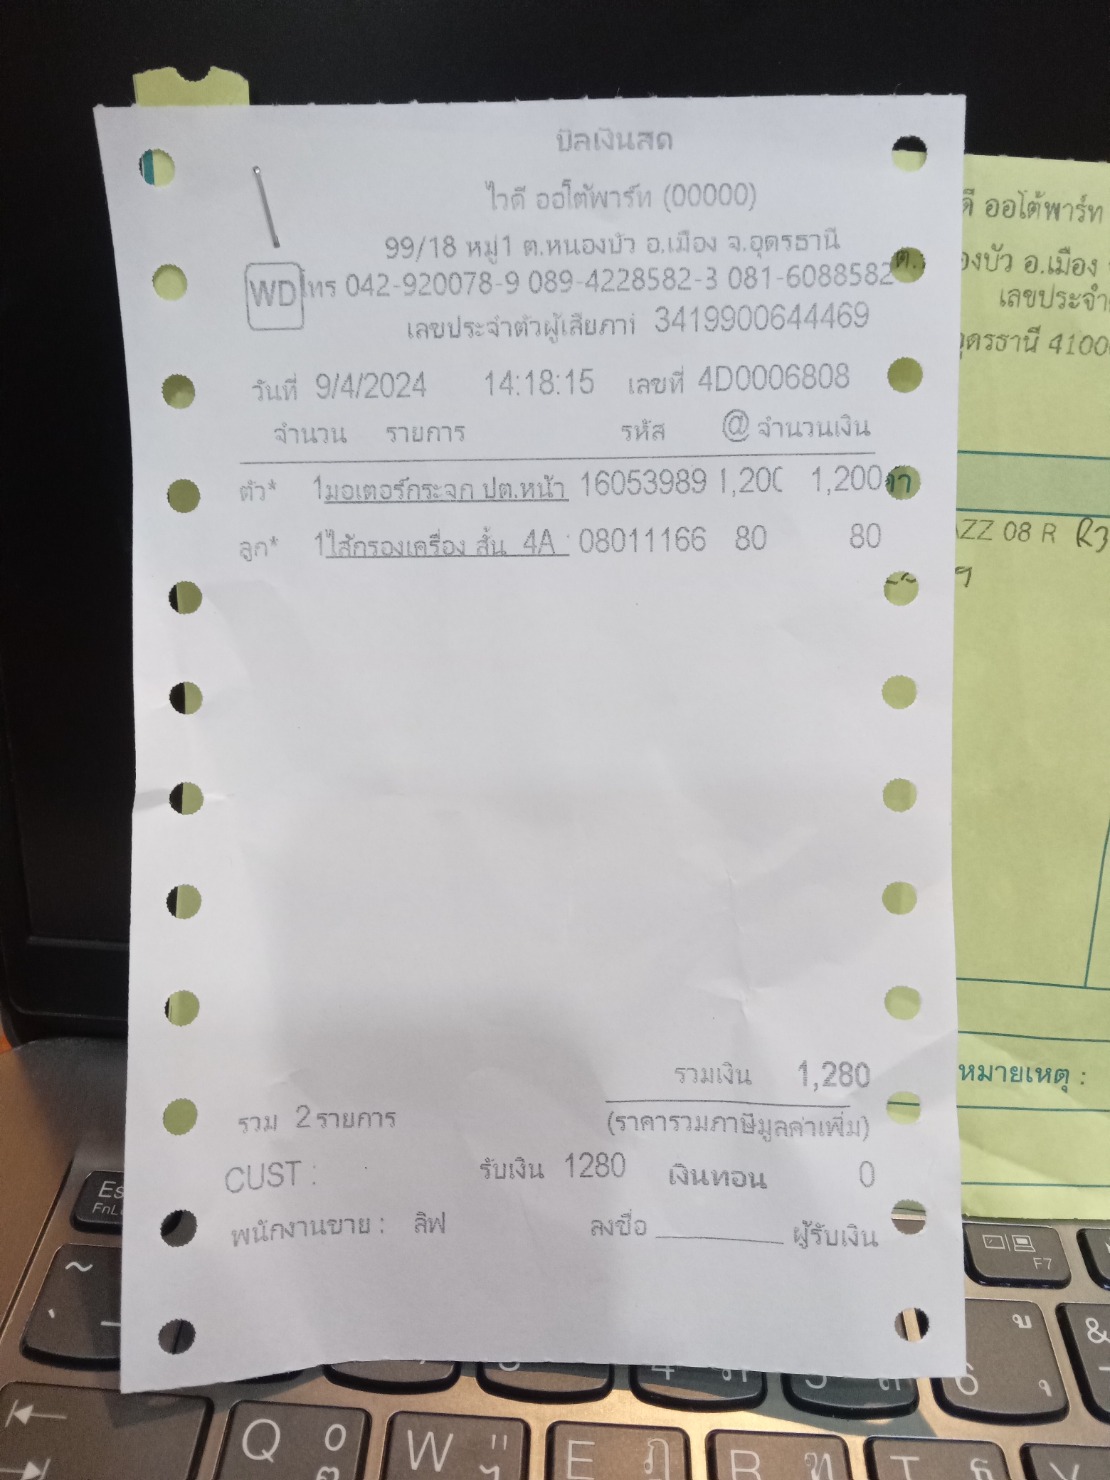 บิลเงินสด
ไวดี ออโต้พาร์ท (00000)
99/18 หมู่1 ต.หนองบัว อ.เมือง จ.อุดรธานี
WD โทร 042-920078-9 089-4228582-3 081-6088582
เลขประจำตัวผู้เสียภาษี 3419900644469
วันที่ 9/4/2024 14:18:15 เลขที่ 4D0006808
จำนวน รายการ รหัส @ จำนวนเงิน
ตัว* 1 มอเตอร์กระจก ปต.หน้า 16053989 1,200 1,200
ลูก* 1 ไส้กรองเครื่อง สั้น 4A 08011166 80 80
รวมเงิน 1,280
รวม 2 รายการ (ราคารวมภาษีมูลค่าเพิ่ม)
CUST : รับเงิน 1280 เงินทอน 0
พนักงานขาย : ลิฟ ลงชื่อ ผู้รับเงิน
ดี ออโต้พาร์ท
องบัว อ.เมือง
เลขประจำ
อุดรธานี 4100
ZZ 08 R R3
หมายเหตุ :
Es
FnL
F7
Q
W
E
R
T
Y
6
&